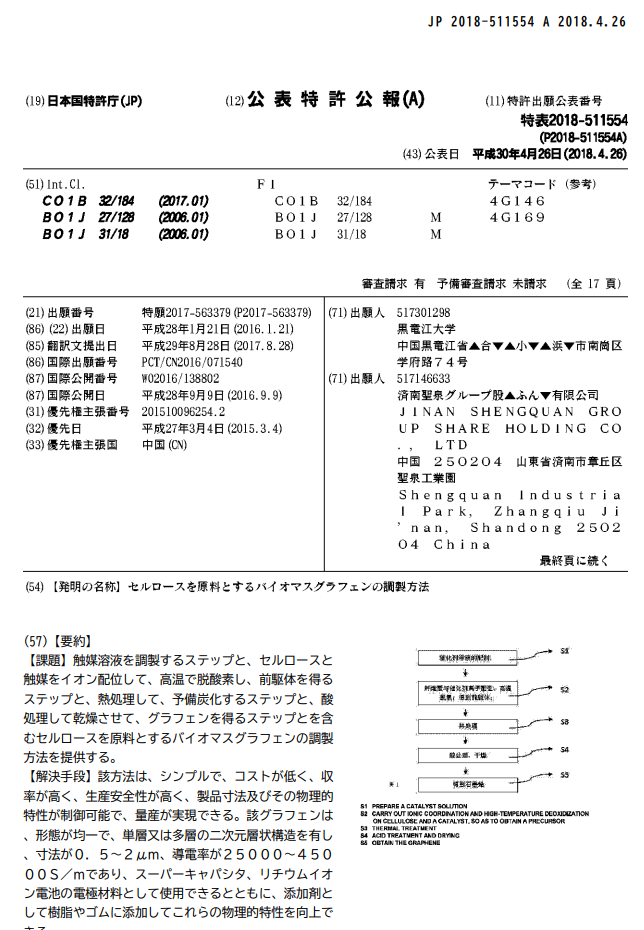 JP 2018-511554 A 2018.4.26
(19)日本国特許庁(JP)
(12)公表特許公報(A)
(11)特許出願公表番号
特表2018-511554
(P2018-511554A)
(43)公表日 平成30年4月26日(2018.4.26)
(51)Int.Cl. ＦＩ テーマコード(参考)
Ｃ０１Ｂ 32/184 (2017.01) Ｃ０１Ｂ 32/184 ４Ｇ１４６
Ｂ０１Ｊ 27/128 (2006.01) Ｂ０１Ｊ 27/128 Ｍ ４Ｇ１６９
Ｂ０１Ｊ 31/18 (2006.01) Ｂ０１Ｊ 31/18 Ｍ
審査請求 有 予備審査請求 未請求 (全 17 頁)
(21)出願番号 特願2017-563379(P2017-563379)
(86)(22)出願日 平成28年1月21日(2016.1.21)
(85)翻訳文提出日 平成29年8月28日(2017.8.28)
(86)国際出願番号 PCT/CN2016/071540
(87)国際公開番号 WO2016/138802
(87)国際公開日 平成28年9月9日(2016.9.9)
(31)優先権主張番号 201510096254.2
(32)優先日 平成27年3月4日(2015.3.4)
(33)優先権主張国 中国(CN)
(71)出願人 517301298
黒電江大学
中国黒竜江省▲台▼▲小▼▲浜▼市南崗区
学府路７４号
(71)出願人 517146633
済南聖泉グループ股▲ふん▼有限公司
ＪＩＮＡＮ ＳＨＥＮＧＱＵＡＮ ＧＲＯ
ＵＰ ＳＨＡＲＥ ＨＯＬＤＩＮＧ ＣＯ
．， ＬＴＤ
中国 ２５０２０４ 山東省済南市章丘区
聖泉工業園
Ｓｈｅｎｇｑｕａｎ Ｉｎｄｕｓｔｒｉａ
ｌ Ｐａｒｋ， Ｚｈａｎｇｑｉｕ Ｊｉ
’ｎａｎ， Ｓｈａｎｄｏｎｇ ２５０２
０４ Ｃｈｉｎａ
最終頁に続く
(54)【発明の名称】セルロースを原料とするバイオマスグラフェンの調製方法
(57)【要約】
【課題】触媒溶液を調製するステップと、セルロースと
触媒をイオン配位して、高温で脱酸素し、前駆体を得る
ステップと、熱処理して、予備炭化するステップと、酸
処理して乾燥させて、グラフェンを得るステップとを含
むセルロースを原料とするバイオマスグラフェンの調製
方法を提供する。
【解決手段】該方法は、シンプルで、コストが低く、収
率が高く、生産安全性が高く、製品寸法及びその物理的
特性が制御可能で、量産が実現できる。該グラフェンは
、形態が均一で、単層又は多層の二次元層状構造を有し
、寸法が０．５～２μｍ、導電率が２５０００～４５０
００Ｓ／ｍであり、スーパーキャパシタ、リチウムイオ
ン電池の電極材料として使用できるとともに、添加剤と
して樹脂やゴムに添加してこれらの物理的特性を向上で
S1
S2
S3
S4
S5
热处理
酸处理、干燥
得到石墨烯
图 1
S1 PREPARE A CATALYST SOLUTION
S2 CARRY OUT IONIC COORDINATION AND HIGH-TEMPERATURE DEOXIDIZATION
ON CELLULOSE AND A CATALYST, SO AS TO OBTAIN A PRECURSOR
S3 THERMAL TREATMENT
S4 ACID TREATMENT AND DRYING
S5 OBTAIN THE GRAPHENE